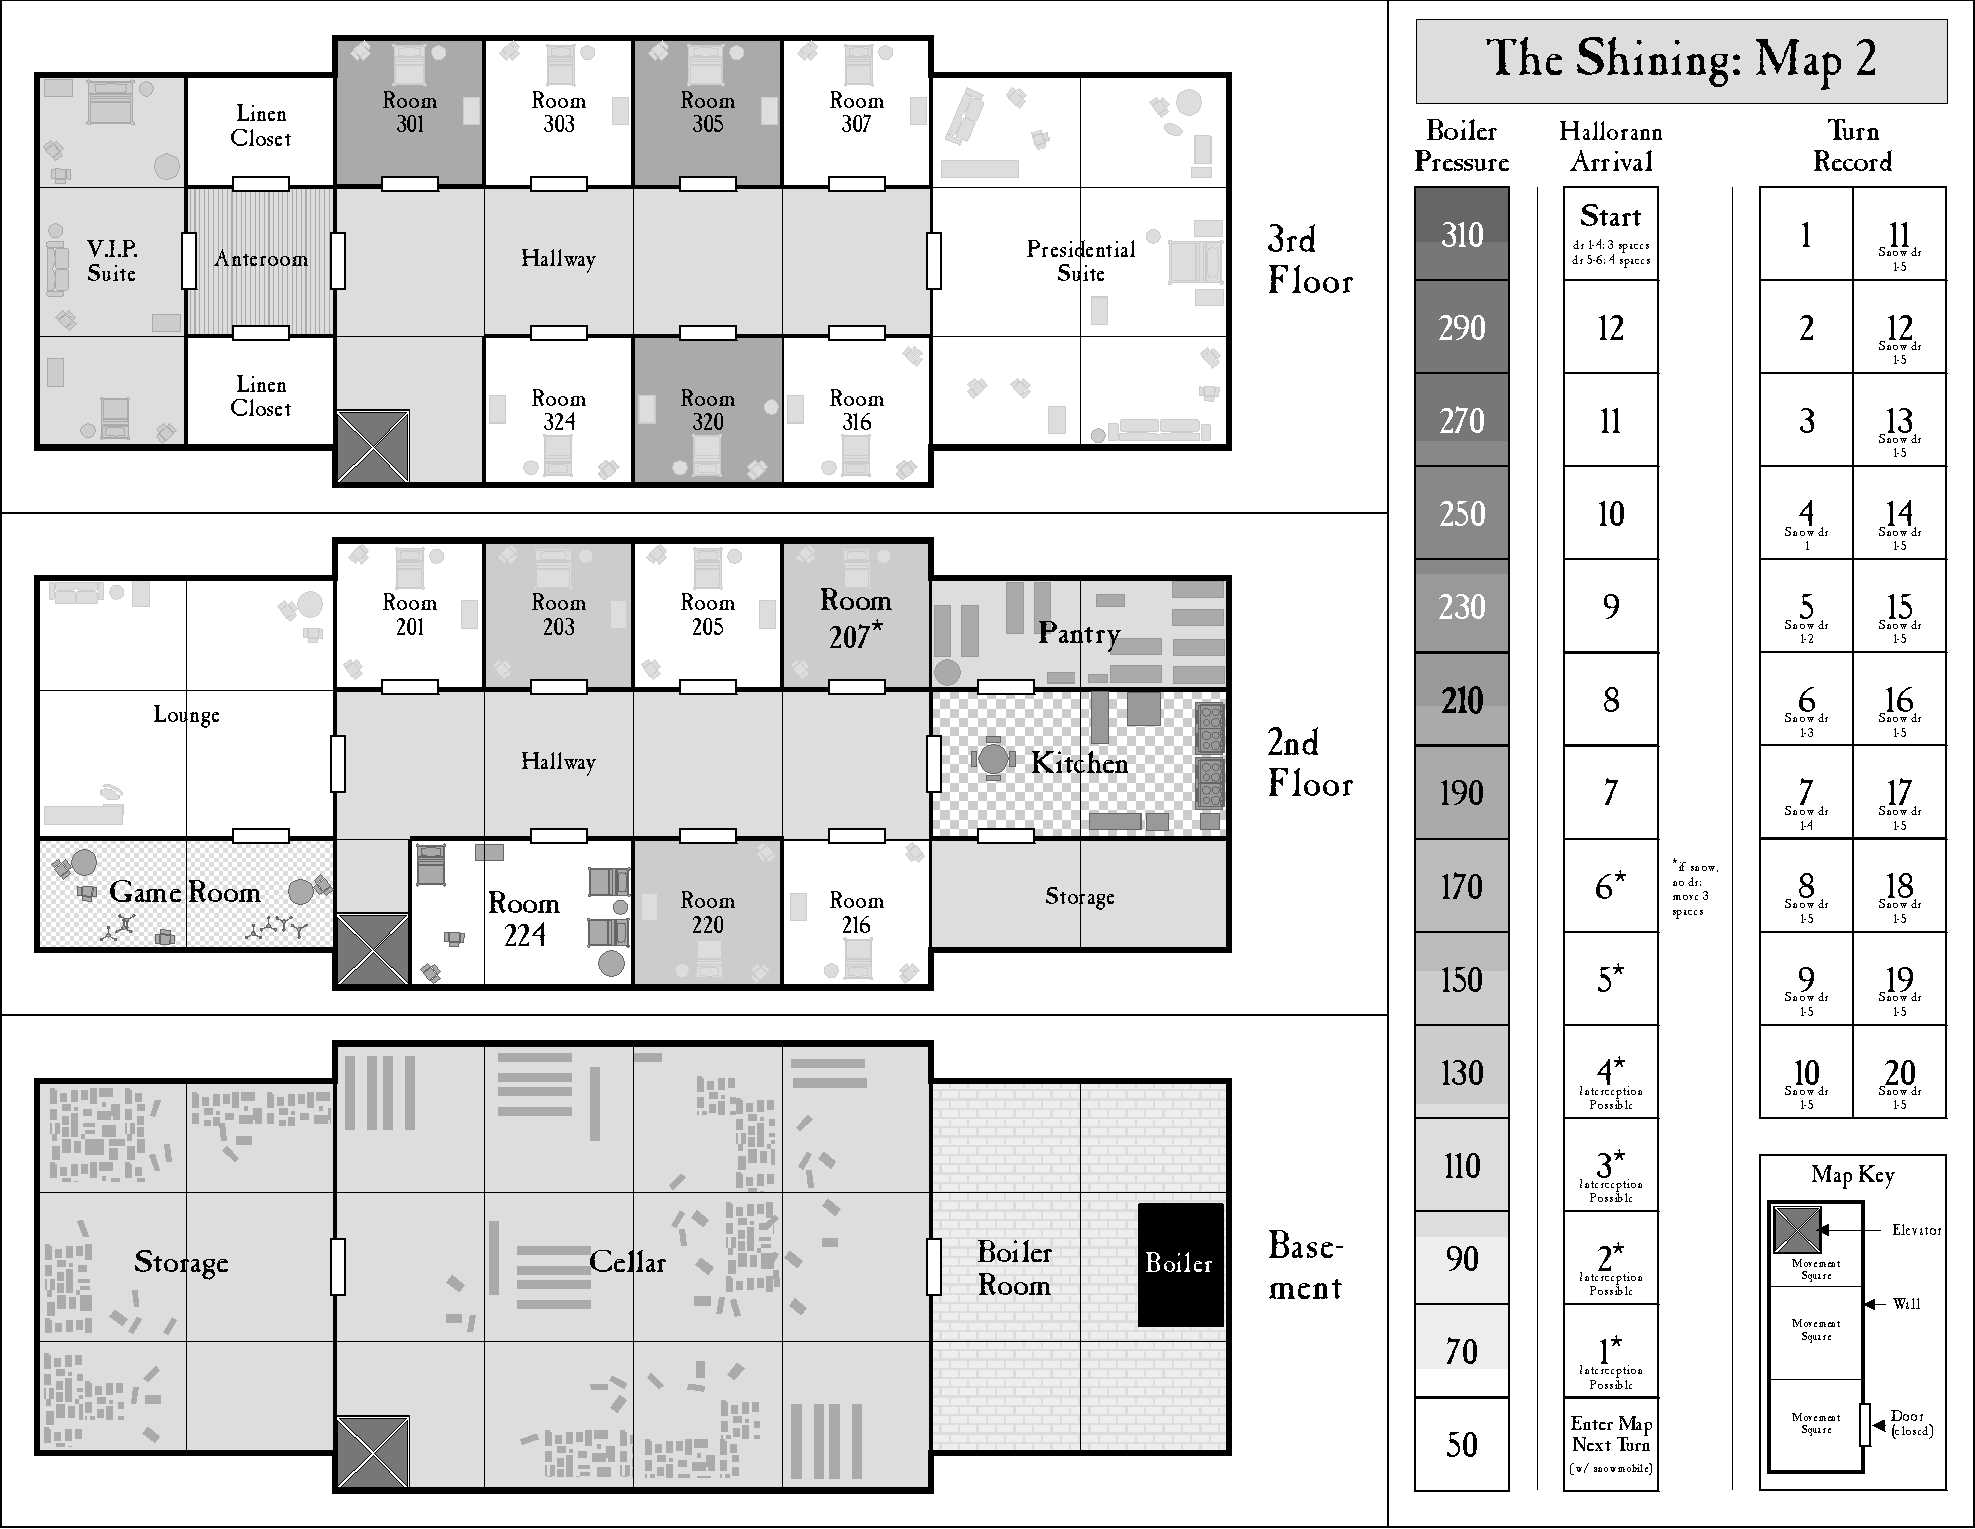 The Shining: Map 2
Linen
Closet
Room
301
Room
303
Room
305
Room
307
V.I.P.
Suite
Anteroom
Hallway
Presidential
Suite
Linen
Closet
Room
324
Room
320
Room
316
3rd
Floor
Room
201
Room
203
Room
205
Room
207*
Pantry
Lounge
Hallway
Kitchen
Game Room
Room
224
Room
220
Room
216
Storage
2nd
Floor
Storage
Cellar
Boiler
Room
Boiler
Base-
ment
Boiler
Pressure
310
290
270
250
230
210
190
170
150
130
110
90
70
50
Hallorann
Arrival
Start
dr 1-4: 3 spaces
dr 5-6: 4 spaces
12
11
10
9
8
7
6*
5*
4*
Interception
Possible
3*
Interception
Possible
2*
Interception
Possible
1*
Interception
Possible
Enter Map
Next Turn
(w/ snowmobile)
*if snow,
no dr;
move 3
spaces
Turn
Record
1
2
3
4
Snow dr
1
5
Snow dr
1-2
6
Snow dr
1-3
7
Snow dr
1-4
8
Snow dr
1-5
9
Snow dr
1-5
10
Snow dr
1-5
11
Snow dr
1-5
12
Snow dr
1-5
13
Snow dr
1-5
14
Snow dr
1-5
15
Snow dr
1-5
16
Snow dr
1-5
17
Snow dr
1-5
18
Snow dr
1-5
19
Snow dr
1-5
20
Snow dr
1-5
Map Key
Elevator
Movement
Square
Wall
Movement
Square
Movement
Square
Door
(closed)